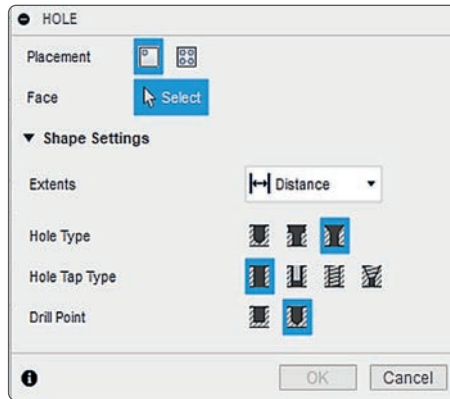 HOLE
Placement
Face Select
Shape Settings
Extents Distance
Hole Type
Hole Tap Type
Drill Point
OK Cancel